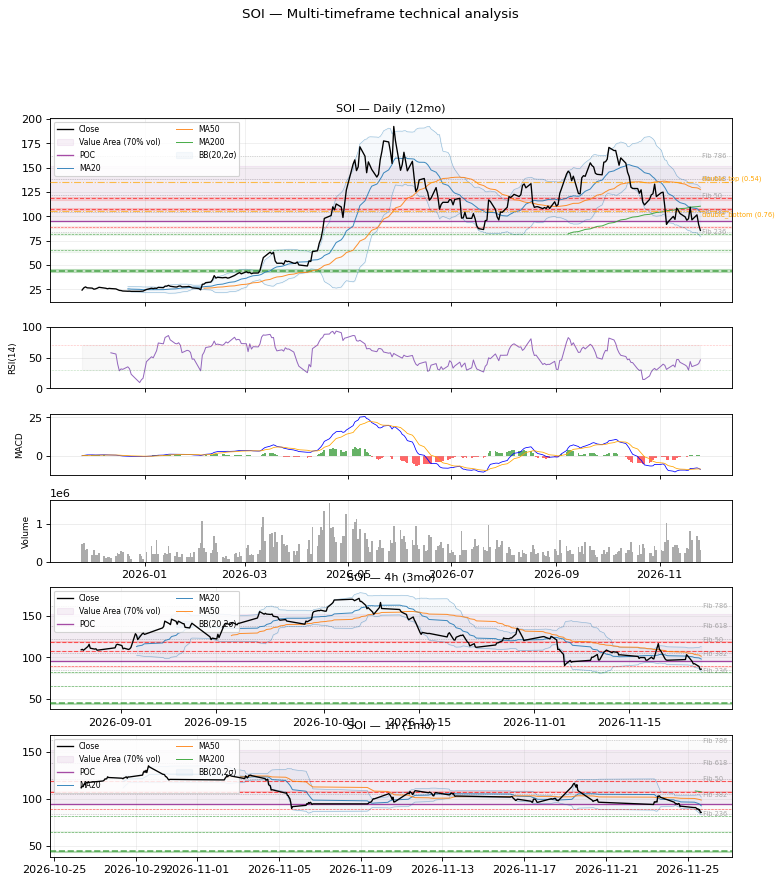 SOI — Multi-timeframe technical analysis
SOI — Daily (12mo)
Close
Value Area (70% vol)
POC
MA20
MA50
MA200
BB(20,2σ)
200
175
150
125
100
75
50
25
Fib 786
Fib 50
double_bottom (0.76)
Fib 236
100
50
0
RSI(14)
25
0
MACD
1e6
1
0
Volume
2026-01
2026-03
2026-05
2026-07
2026-09
2026-11
SOI — 4h (3mo)
Close
Value Area (70% vol)
POC
MA20
MA50
BB(20,2σ)
150
100
50
Fib 786
Fib 618
Fib 50
Fib 382
Fib 236
2026-09-01
2026-09-15
2026-10-01
2026-10-15
2026-11-01
2026-11-15
SOI — 1h (1mo)
Close
Value Area (70% vol)
POC
MA20
MA50
MA200
BB(20,2σ)
150
100
50
Fib 786
Fib 618
Fib 50
Fib 382
Fib 236
2026-10-25
2026-10-29
2026-11-01
2026-11-05
2026-11-09
2026-11-13
2026-11-17
2026-11-21
2026-11-25